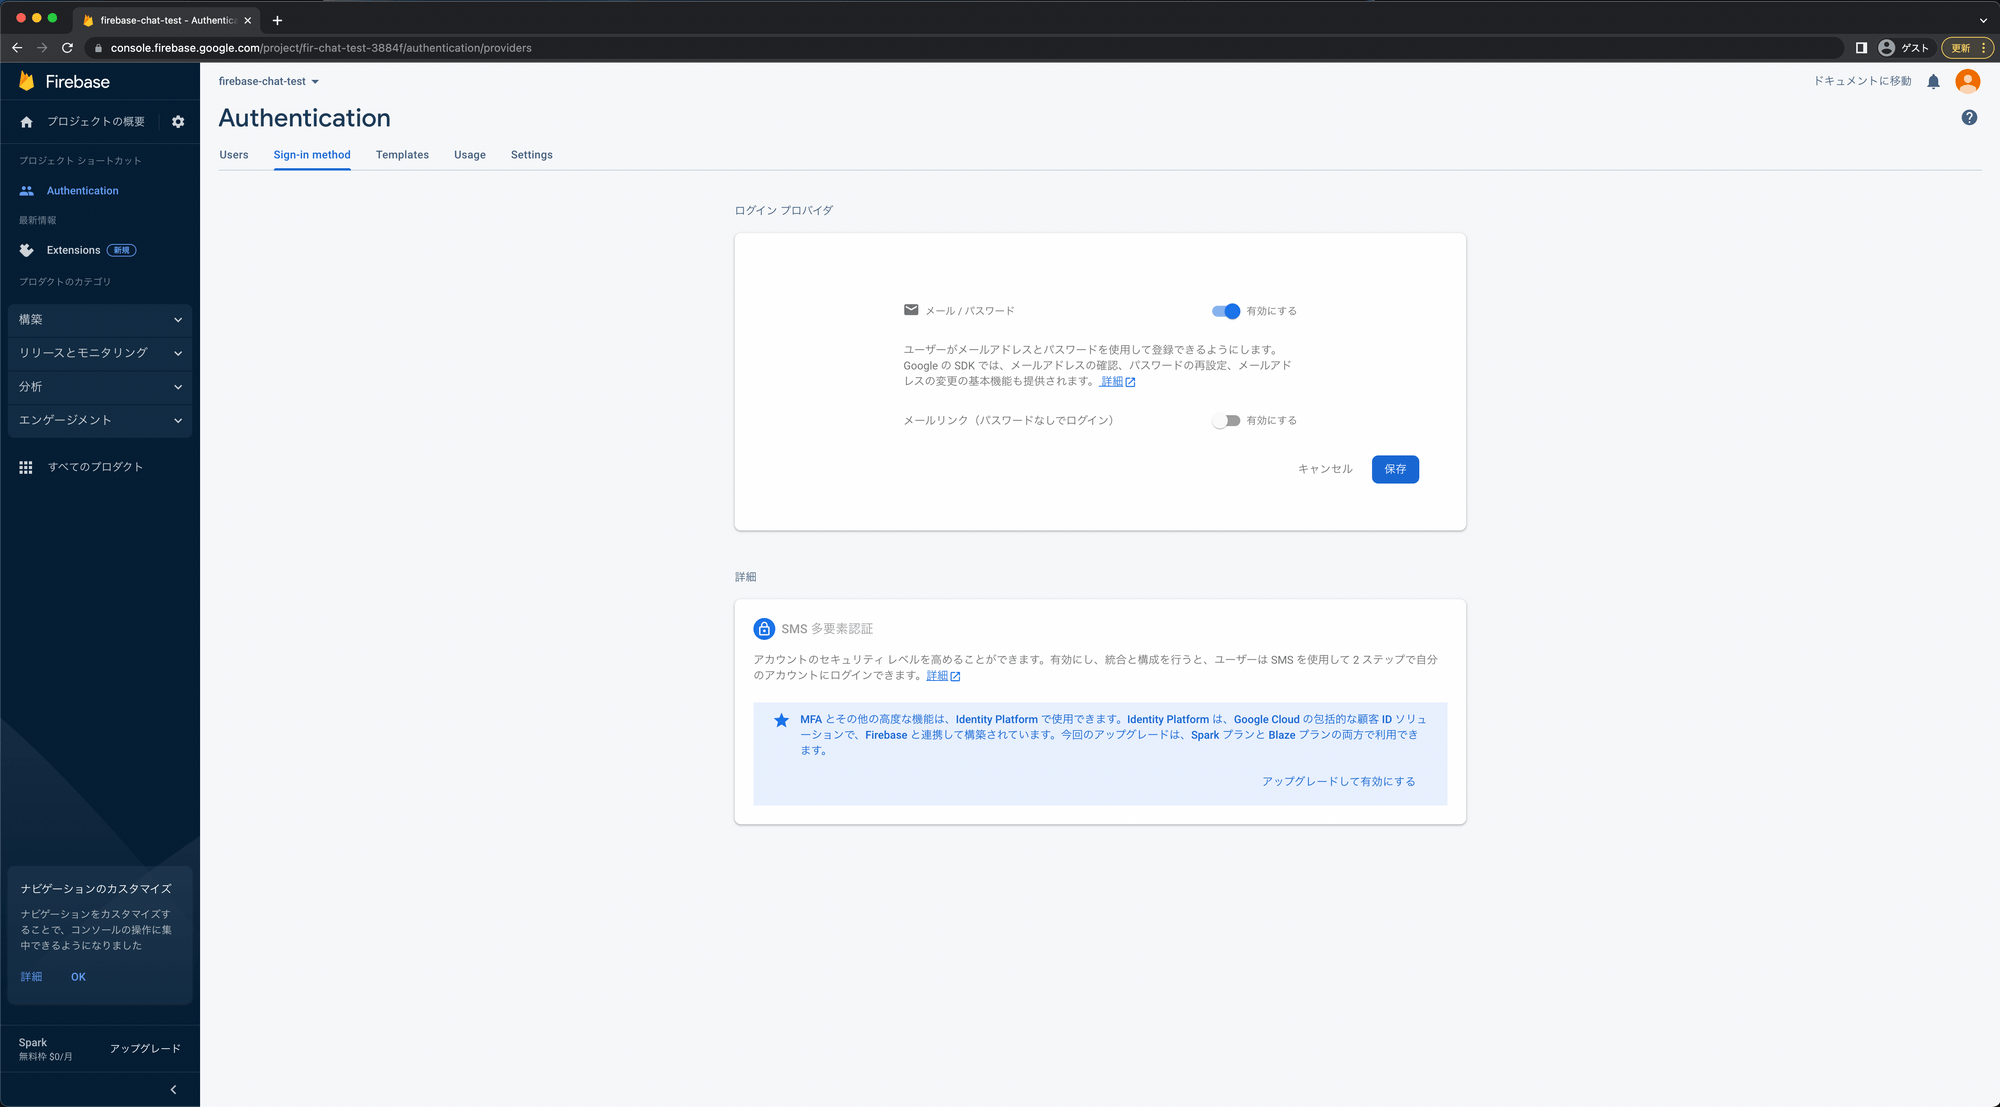 firebase-chat-test - Authentica
console.firebase.google.com/project/fir-chat-test-3884f/authentication/providers
ゲスト
更新
Firebase
プロジェクトの概要
プロジェクト ショートカット
Authentication
最新情報
Extensions 新規
プロダクトのカテゴリ
構築
リリースとモニタリング
分析
エンゲージメント
すべてのプロダクト
ナビゲーションのカスタマイズ
ナビゲーションをカスタマイズす
ることで、コンソールの操作に集
中できるようになりました
詳細 OK
Spark
無料枠 $0/月
アップグレード
firebase-chat-test
ドキュメントに移動
Authentication
Users Sign-in method Templates Usage Settings
ログイン プロバイダ
メール / パスワード
有効にする
ユーザーがメールアドレスとパスワードを使用して登録できるようにします。
Google の SDK では、メールアドレスの確認、パスワードの再設定、メールアド
レスの変更の基本機能も提供されます。 詳細
メールリンク（パスワードなしでログイン）
有効にする
キャンセル 保存
詳細
SMS 多要素認証
アカウントのセキュリティ レベルを高めることができます。有効にし、統合と構成を行うと、ユーザーは SMS を使用して 2 ステップで自分
のアカウントにログインできます。 詳細
MFA とその他の高度な機能は、Identity Platform で使用できます。Identity Platform は、Google Cloud の包括的な顧客 ID ソリュ
ーションで、Firebase と連携して構築されています。今回のアップグレードは、Spark プランと Blaze プランの両方で利用でき
ます。
アップグレードして有効にする